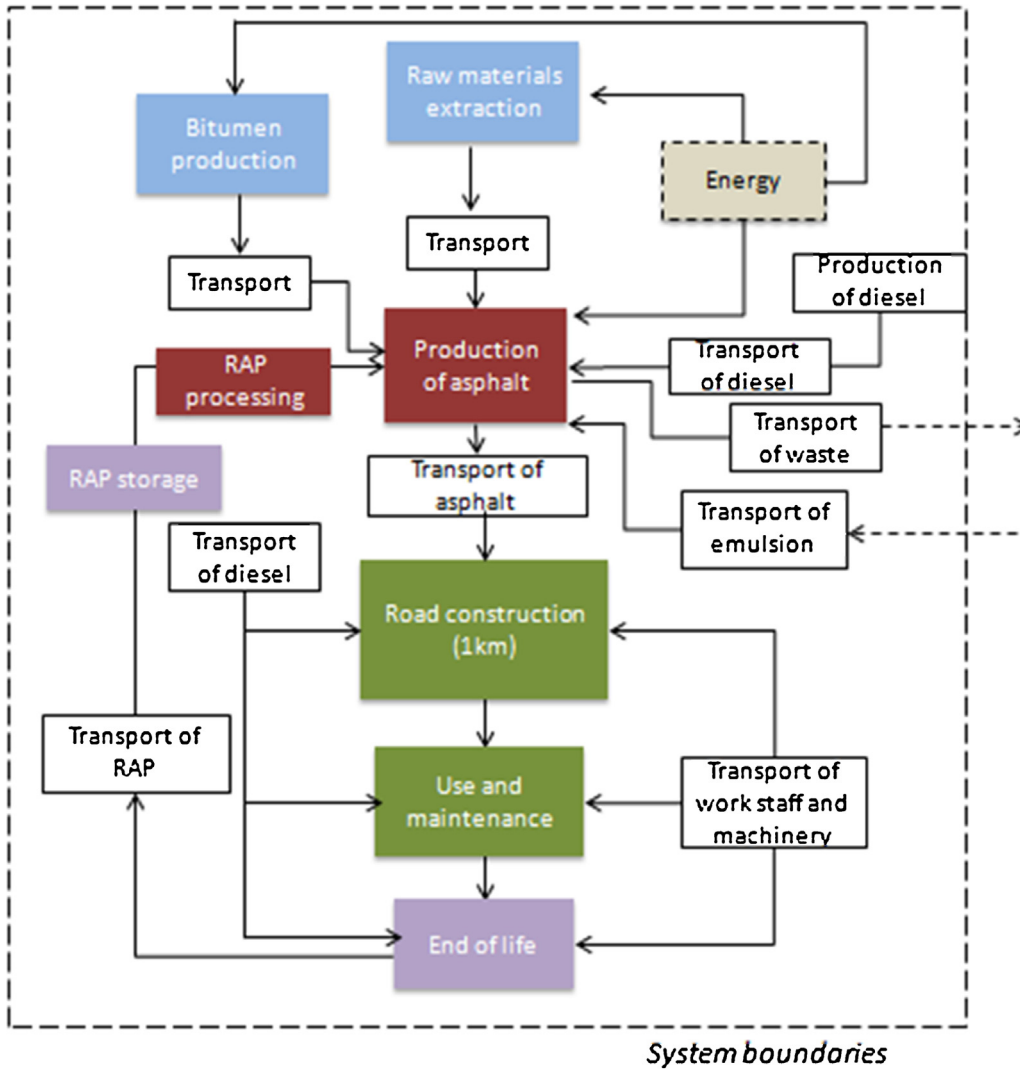 Raw materials
extraction
Bitumen
production
Energy
Transport
Transport
Production
of diesel
Production
of asphalt
RAP
processing
Transport
of diesel
Transport
of waste
RAP storage
Transport of
asphalt
Transport of
emulsion
Transport
of diesel
Road construction
(1km)
Transport of
RAP
Use and
maintenance
Transport of
work staff and
machinery
End of life
System boundaries